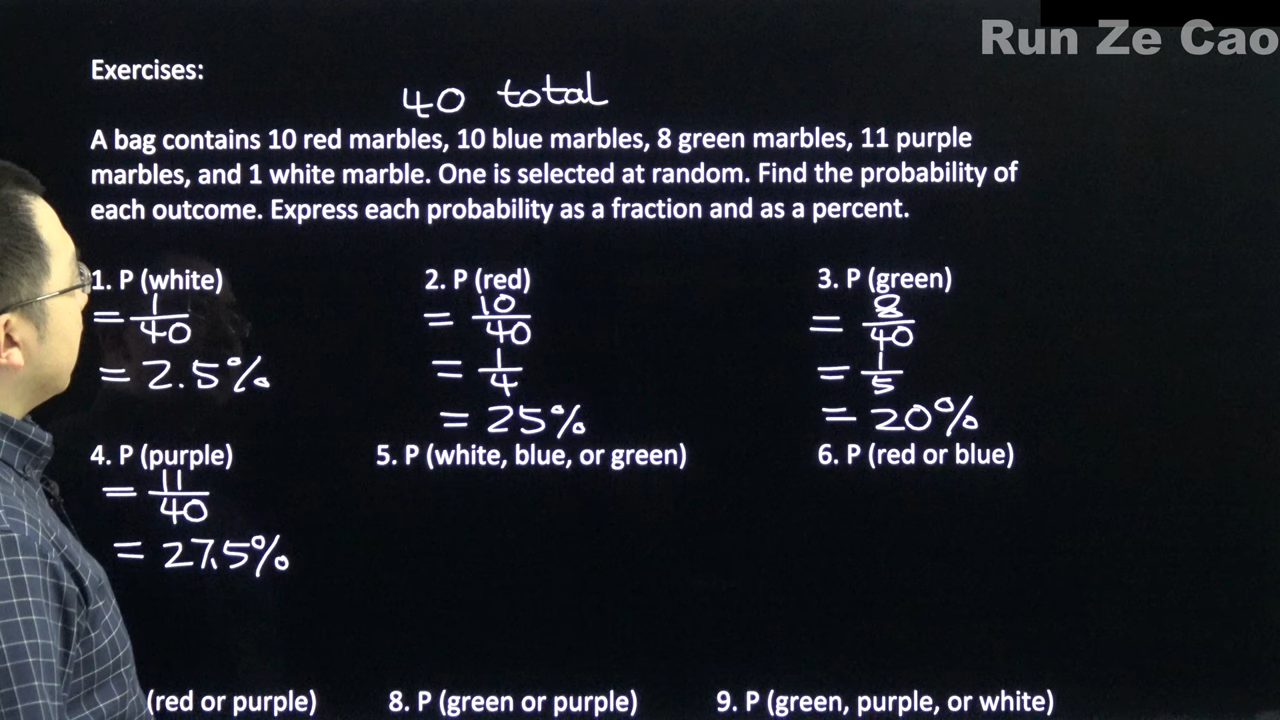 Run Ze Cao
Exercises:
40 total
A bag contains 10 red marbles, 10 blue marbles, 8 green marbles, 11 purple
marbles, and 1 white marble. One is selected at random. Find the probability of
each outcome. Express each probability as a fraction and as a percent.
1. P (white)
= 1/40
= 2.5%
2. P (red)
= 10/40
= 1/4
= 25%
3. P (green)
= 8/40
= 1/5
= 20%
4. P (purple)
= 11/40
= 27.5%
5. P (white, blue, or green)
6. P (red or blue)
(red or purple)
8. P (green or purple)
9. P (green, purple, or white)